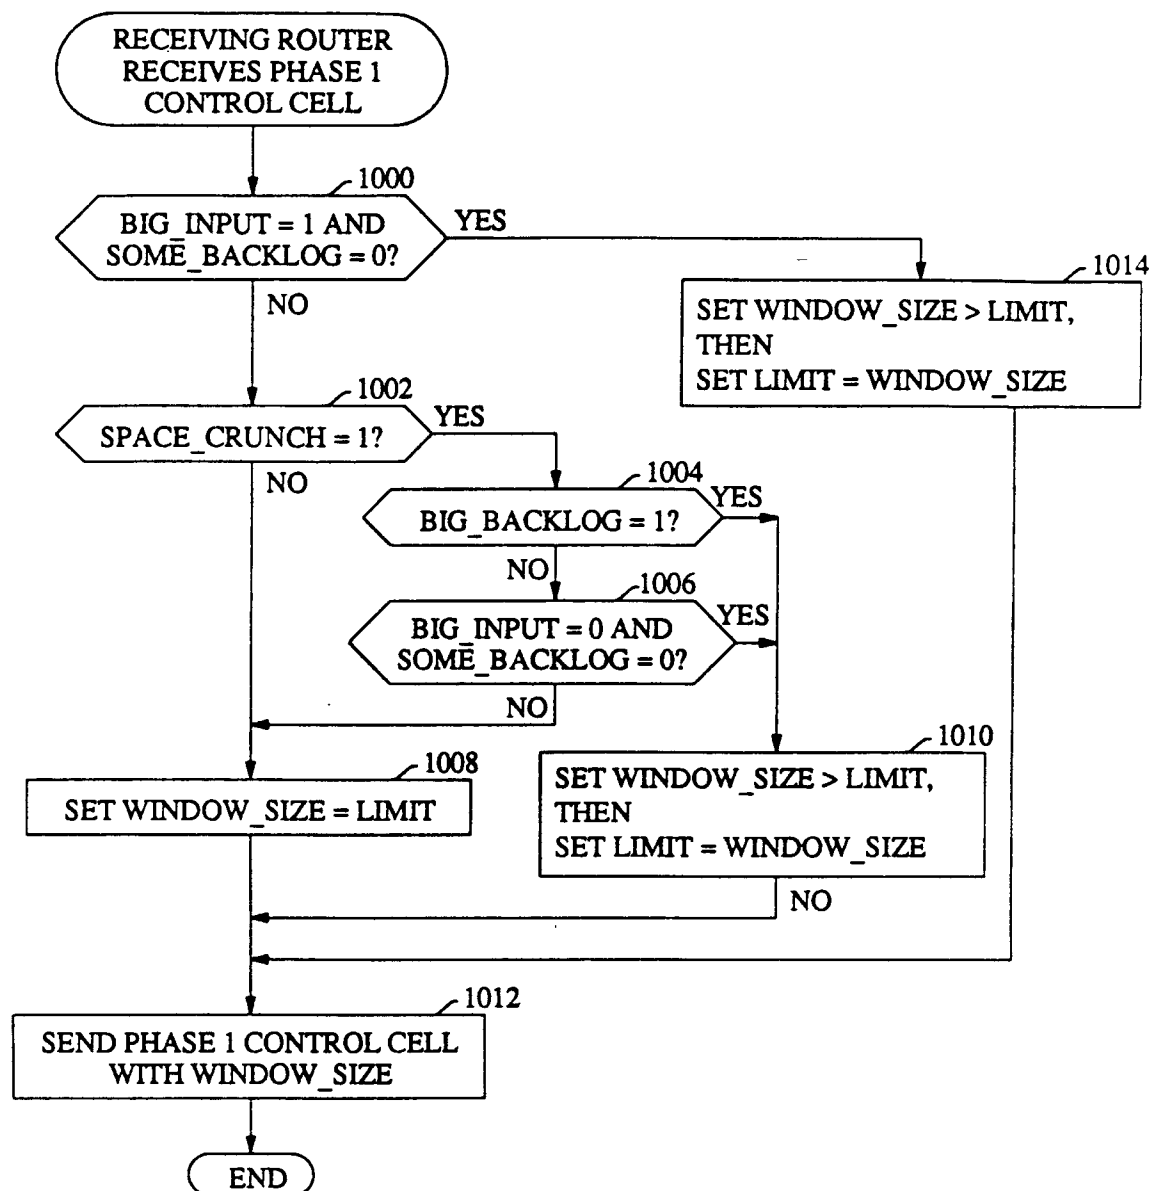 RECEIVING ROUTER
RECEIVES PHASE 1
CONTROL CELL
1000
BIG_INPUT = 1 AND
SOME_BACKLOG = 0?
YES
NO
1014
SET WINDOW_SIZE > LIMIT,
THEN
SET LIMIT = WINDOW_SIZE
1002
SPACE_CRUNCH = 1?
YES
NO
1004
BIG_BACKLOG = 1?
YES
NO
1006
BIG_INPUT = 0 AND
SOME_BACKLOG = 0?
YES
NO
1008
SET WINDOW_SIZE = LIMIT
1010
SET WINDOW_SIZE > LIMIT,
THEN
SET LIMIT = WINDOW_SIZE
NO
1012
SEND PHASE 1 CONTROL CELL
WITH WINDOW_SIZE
END